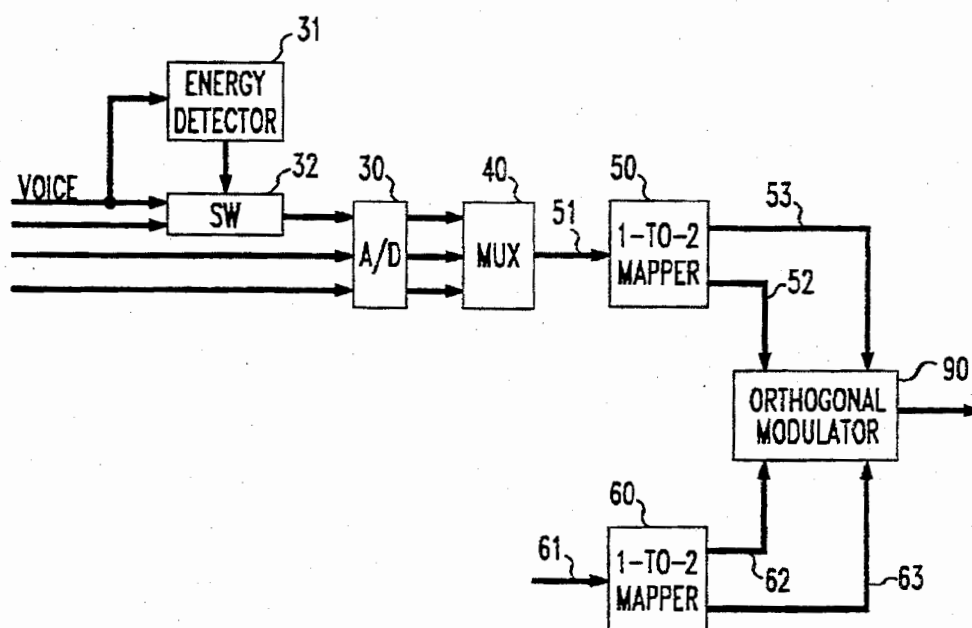 31
ENERGY
DETECTOR
VOICE
32
SW
30
A/D
40
MUX
51
50
1-TO-2
MAPPER
53
52
90
ORTHOGONAL
MODULATOR
60
61
1-TO-2
MAPPER
62
63